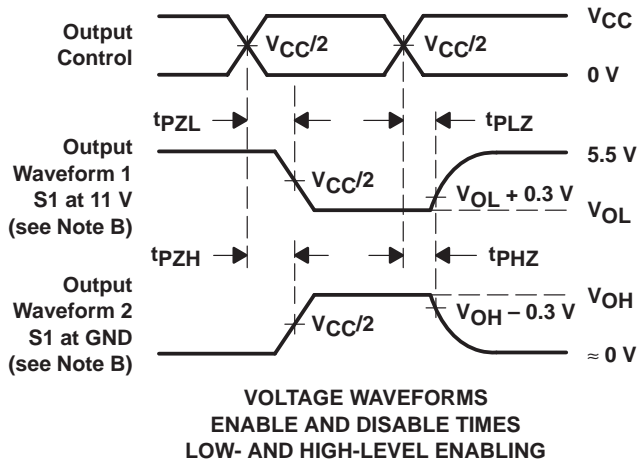 Output
Control
VCC/2
VCC/2
VCC
0 V
tPZL
tPLZ
Output
Waveform 1
S1 at 11 V
(see Note B)
VCC/2
5.5 V
VOL + 0.3 V
VOL
tPZH
tPHZ
Output
Waveform 2
S1 at GND
(see Note B)
VCC/2
VOH
VOH − 0.3 V
≈ 0 V
VOLTAGE WAVEFORMS
ENABLE AND DISABLE TIMES
LOW- AND HIGH-LEVEL ENABLING